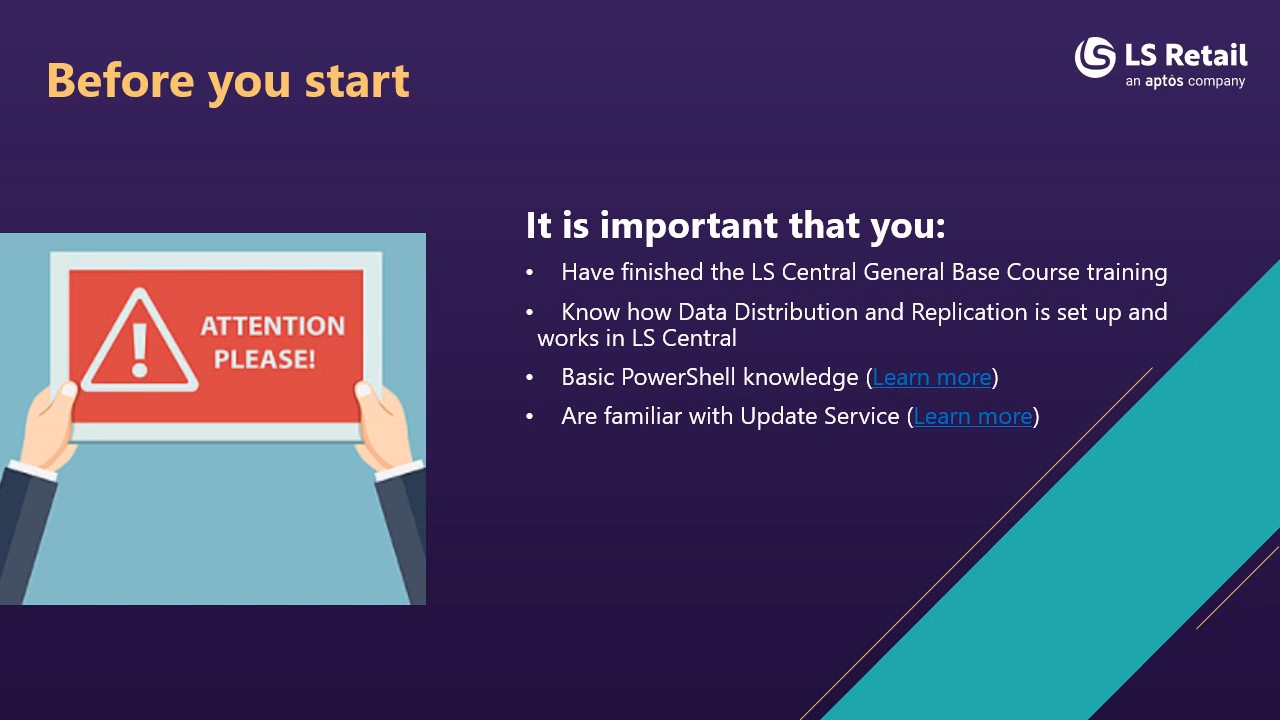 Before you start
LS Retail
an aptos company
ATTENTION
PLEASE!
It is important that you:
• Have finished the LS Central General Base Course training
• Know how Data Distribution and Replication is set up and
works in LS Central
• Basic PowerShell knowledge (Learn more)
• Are familiar with Update Service (Learn more)